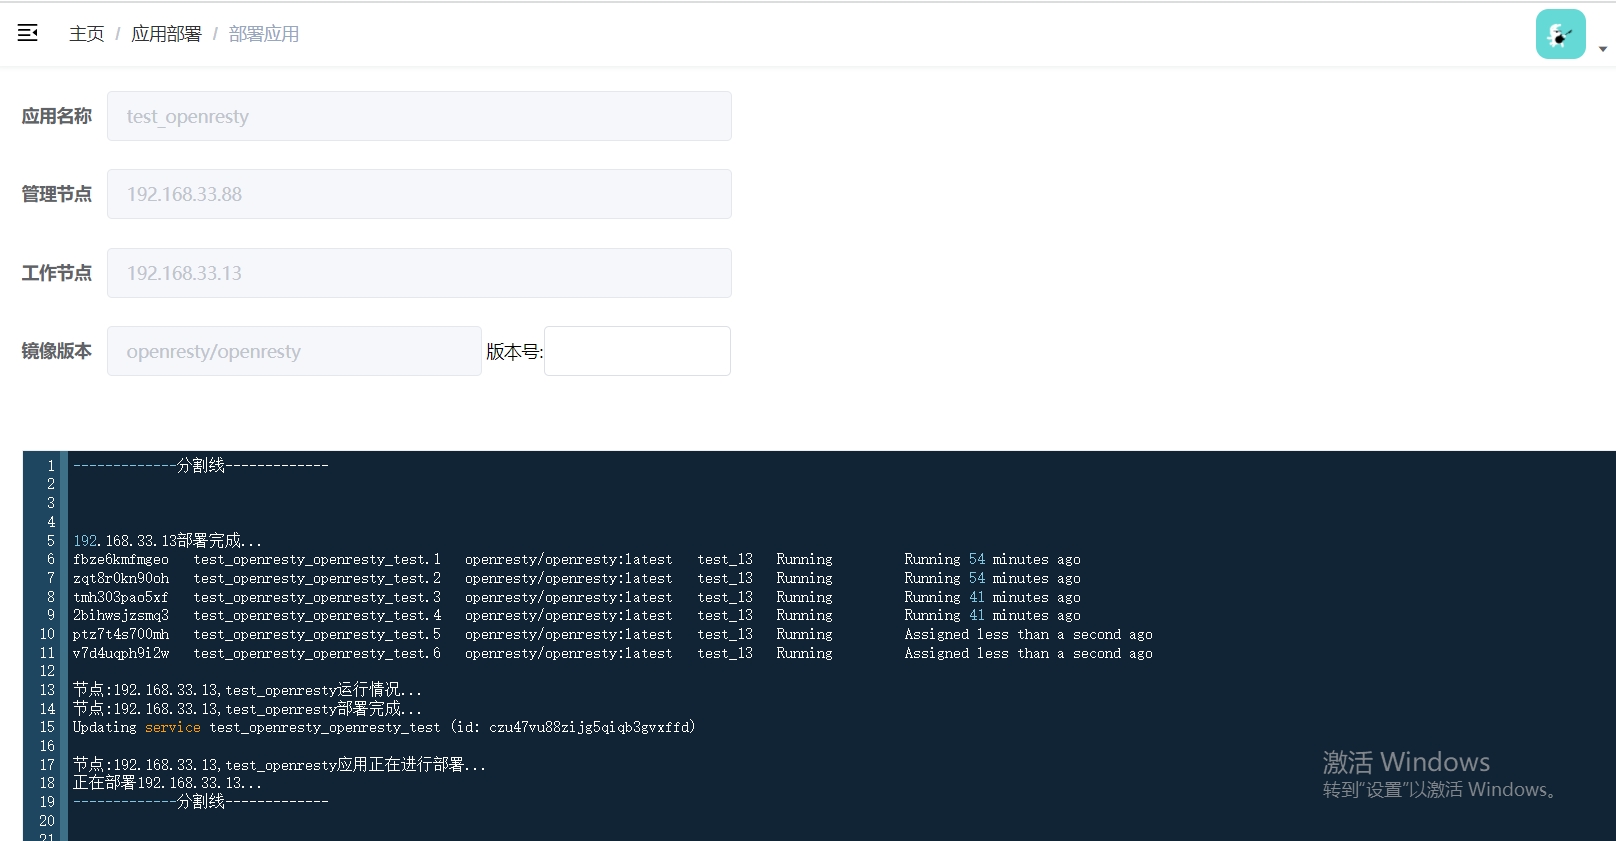 主页 / 应用部署 / 部署应用
应用名称 test_openresty
管理节点 192.168.33.88
工作节点 192.168.33.13
镜像版本 openresty/openresty 版本号:
1 -------------分割线-------------
2
3
4
5 192.168.33.13部署完成...
6 fbze6kmfmgeo test_openresty_openresty_test.1 openresty/openresty:latest test_13 Running Running 54 minutes ago
7 zqt8r0kn90oh test_openresty_openresty_test.2 openresty/openresty:latest test_13 Running Running 54 minutes ago
8 tmh303pao5xf test_openresty_openresty_test.3 openresty/openresty:latest test_13 Running Running 41 minutes ago
9 2bihwsjzsmq3 test_openresty_openresty_test.4 openresty/openresty:latest test_13 Running Running 41 minutes ago
10 ptz7t4s700mh test_openresty_openresty_test.5 openresty/openresty:latest test_13 Running Assigned less than a second ago
11 v7d4uqph9i2w test_openresty_openresty_test.6 openresty/openresty:latest test_13 Running Assigned less than a second ago
12
13 节点:192.168.33.13,test_openresty运行情况...
14 节点:192.168.33.13,test_openresty部署完成...
15 Updating service test_openresty_openresty_test (id: czu47vu88zijg5qiqb3gvxffd)
16
17 节点:192.168.33.13,test_openresty应用正在进行部署...
18 正在部署192.168.33.13...
19 -------------分割线-------------
20
21
激活 Windows
转到"设置"以激活 Windows。